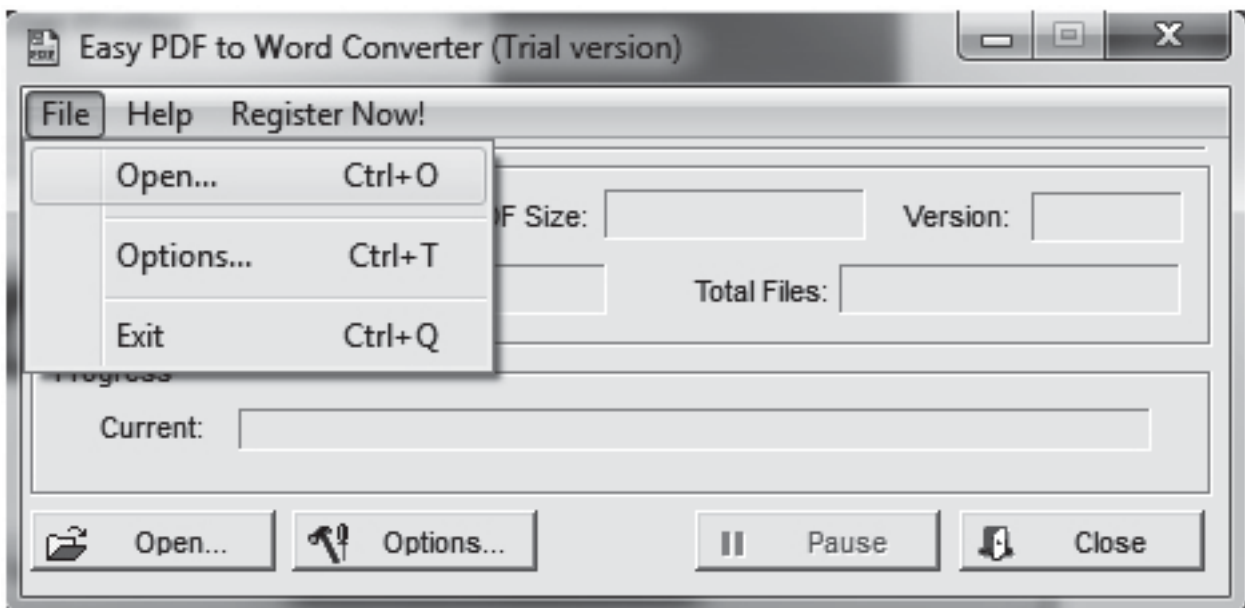 Easy PDF to Word Converter (Trial version)
File Help Register Now!
Open... Ctrl+O
Size: Version:
Options... Ctrl+T
Total Files:
Exit Ctrl+Q
Progress
Current:
Open... Options... Pause Close